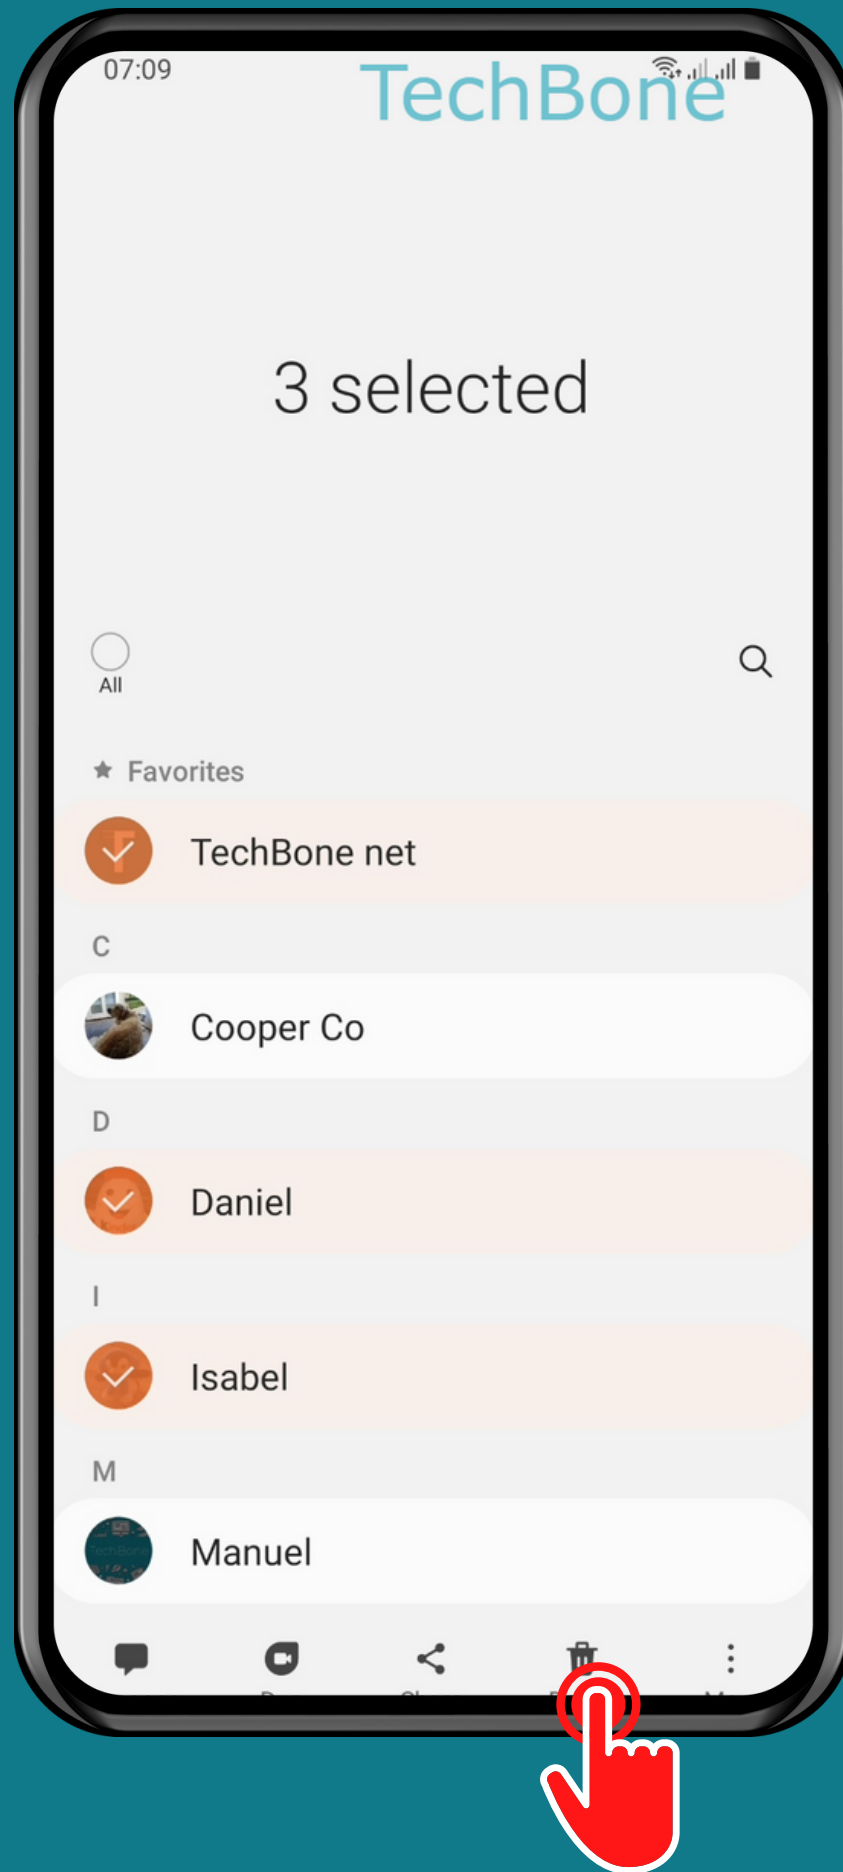 07:09
TechBone
3 selected
All
Favorites
TechBone net
C
Cooper Co
D
Daniel
I
Isabel
M
Manuel